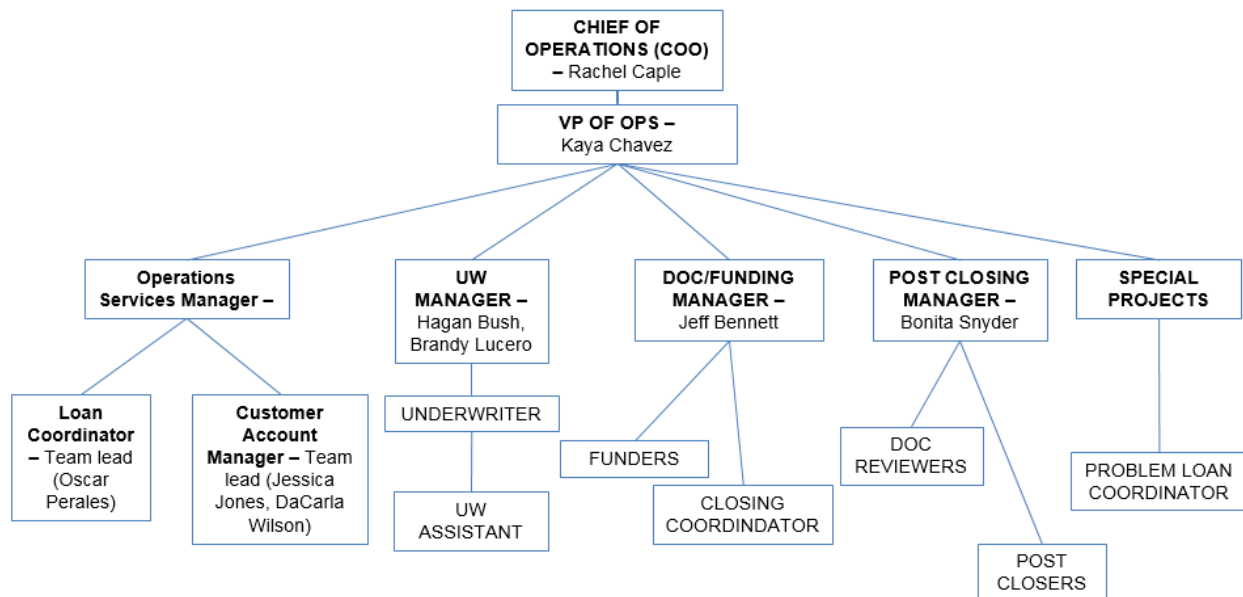 CHIEF OF
OPERATIONS (COO)
– Rachel Caple
VP OF OPS –
Kaya Chavez
Operations
Services Manager –
UW
MANAGER –
Hagan Bush,
Brandy Lucero
DOC/FUNDING
MANAGER –
Jeff Bennett
POST CLOSING
MANAGER –
Bonita Snyder
SPECIAL
PROJECTS
Loan
Coordinator
– Team lead
(Oscar
Perales)
Customer
Account
Manager – Team
lead (Jessica
Jones, DaCarla
Wilson)
UNDERWRITER
UW
ASSISTANT
FUNDERS
CLOSING
COORDINDATOR
DOC
REVIEWERS
POST
CLOSERS
PROBLEM LOAN
COORDINATOR